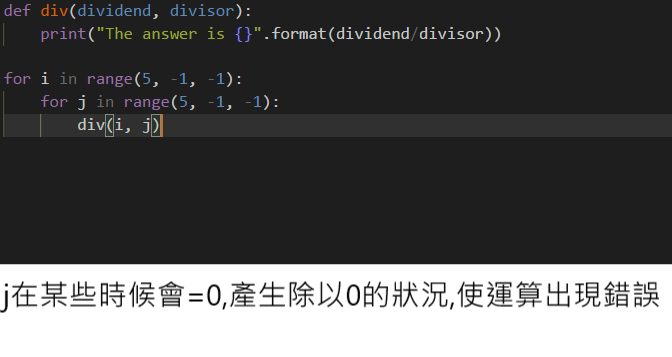 def div(dividend, divisor):
    print("The answer is {}".format(dividend/divisor))
for i in range(5, -1, -1):
    for j in range(5, -1, -1):
        div(i, j)
j在某些時候會=0,產生除以0的狀況,使運算出現錯誤